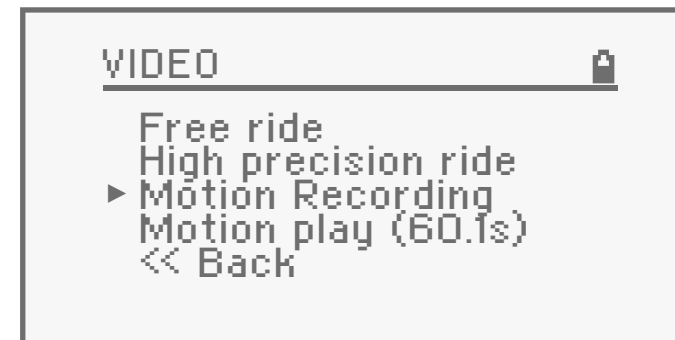 VIDEO
Free ride
High precision ride
Motion Recording
Motion play (60.1s)
<< Back